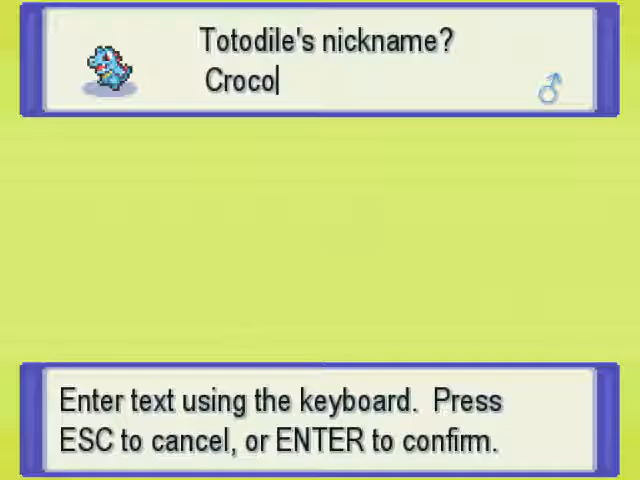 Totodile's nickname?
Croco
Enter text using the keyboard. Press
ESC to cancel, or ENTER to confirm.